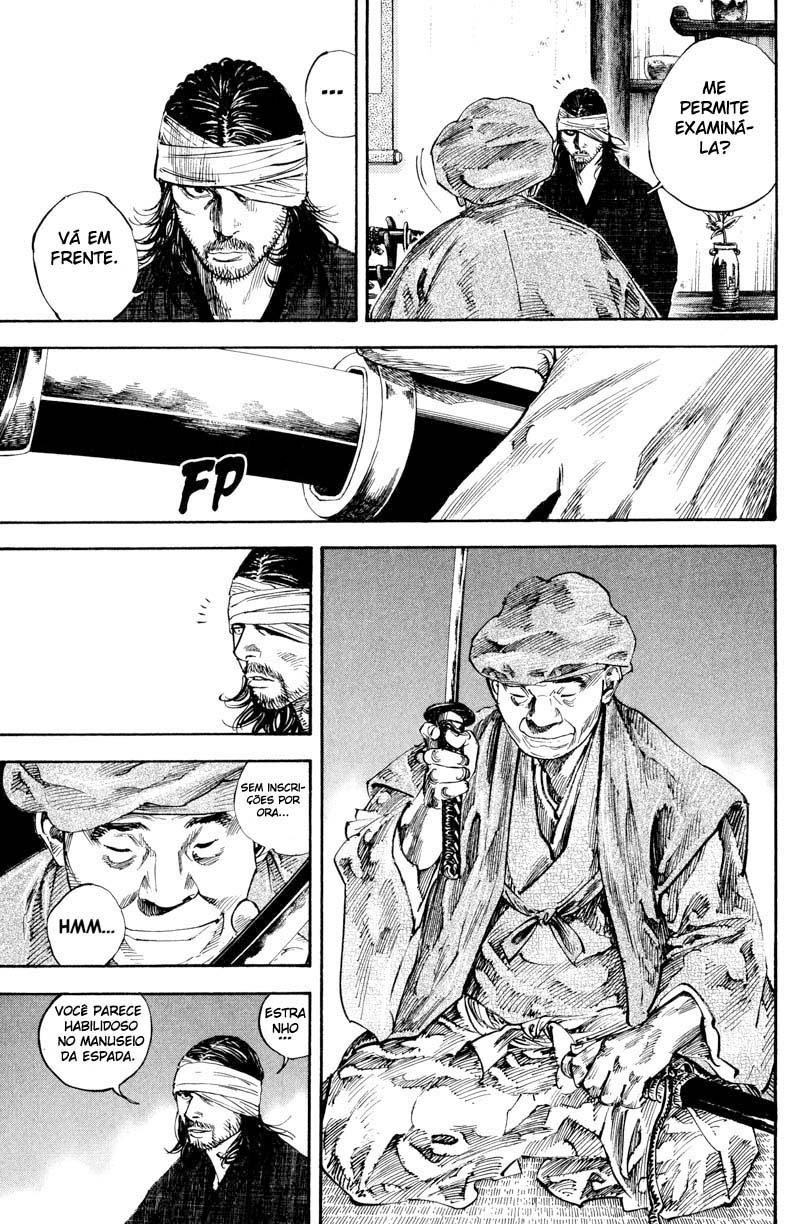 ME
PERMITE
EXAMINÁ-
LA?
...
VÁ EM
FRENTE.
FP
SEM INSCRI-
ÇÕES POR
ORA...
HMM...
ESTRA
NHO...
VOCÊ PARECE
HABILIDOSO
NO MANUSEIO
DA ESPADA.